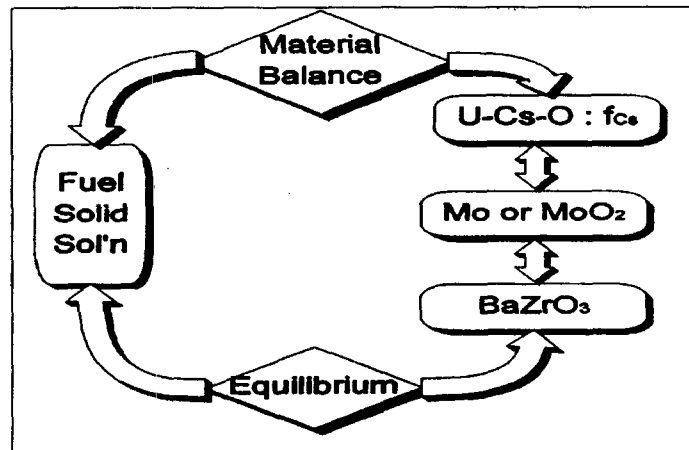 Material
Balance
U-Cs-O : fCs
Fuel
Solid
Sol'n
Mo or MoO₂
BaZrO₃
Equilibrium